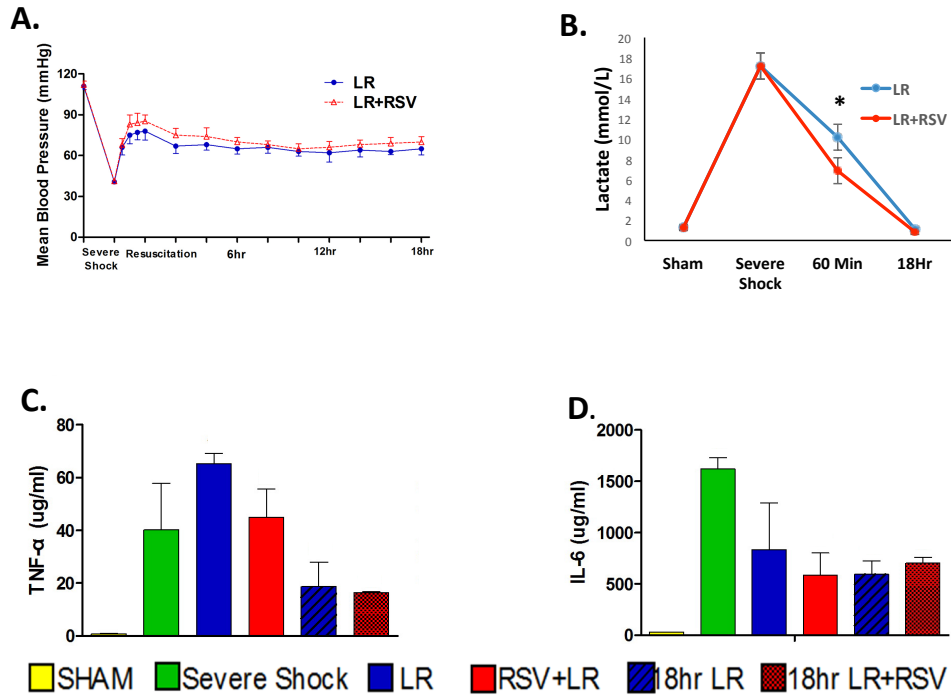 A.
Mean Blood Pressure (mmHg)
120
90
60
30
0
LR
LR+RSV
Severe
Shock
Resuscitation
6hr
12hr
18hr
B.
Lactate (mmol/L)
20
18
16
14
12
10
8
6
4
2
0
*
LR
LR+RSV
Sham
Severe
Shock
60 Min
18Hr
C.
TNF-α (ug/ml)
80
60
40
20
0
D.
IL-6 (ug/ml)
2000
1500
1000
500
0
SHAM
Severe Shock
LR
RSV+LR
18hr LR
18hr LR+RSV